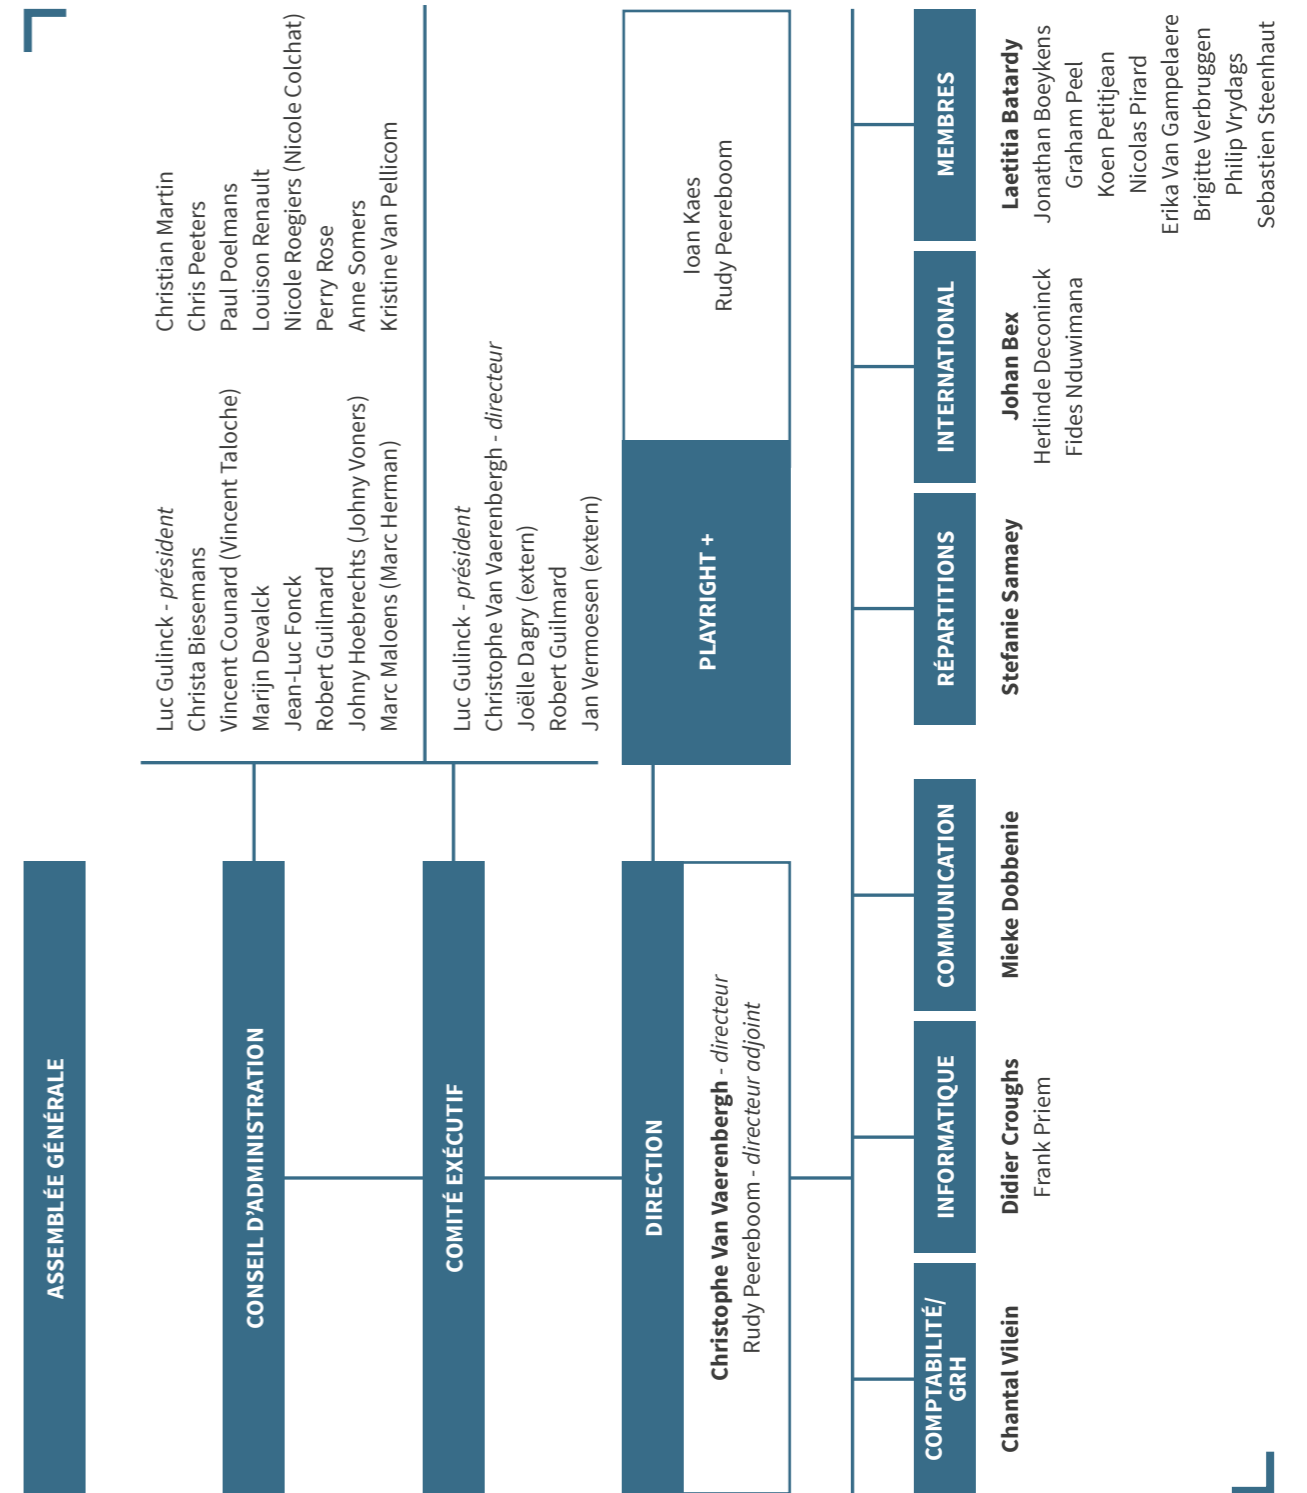 ASSEMBLÉE GÉNÉRALE
CONSEIL D'ADMINISTRATION
Luc Gulinck - président
Christa Biesemans
Vincent Counard (Vincent Taloche)
Marijn Devalck
Jean-Luc Fonck
Robert Guilmard
Johny Hoebrechts (Johny Voners)
Marc Maloens (Marc Herman)
Christian Martin
Chris Peeters
Paul Poelmans
Louison Renault
Nicole Roegiers (Nicole Colchat)
Perry Rose
Anne Somers
Kristine Van Pellicom
COMITÉ EXÉCUTIF
Luc Gulinck - président
Christophe Van Vaerenbergh - directeur
Joëlle Dagry (extern)
Robert Guilmard
Jan Vermoesen (extern)
DIRECTION
Christophe Van Vaerenbergh - directeur
Rudy Peereboom - directeur adjoint
PLAYRIGHT +
Ioan Kaes
Rudy Peereboom
COMPTABILITÉ/
GRH
Chantal Vilein
INFORMATIQUE
Didier Croughs
Frank Priem
COMMUNICATION
Mieke Dobbenie
RÉPARTITIONS
Stefanie Samaey
INTERNATIONAL
Johan Bex
Herlinde Deconinck
Fides Nduwimana
MEMBRES
Laetitia Batardy
Jonathan Boeykens
Graham Peel
Koen Petitjean
Nicolas Pirard
Erika Van Gampelaere
Brigitte Verbruggen
Philip Vrydags
Sebastien Steenhaut